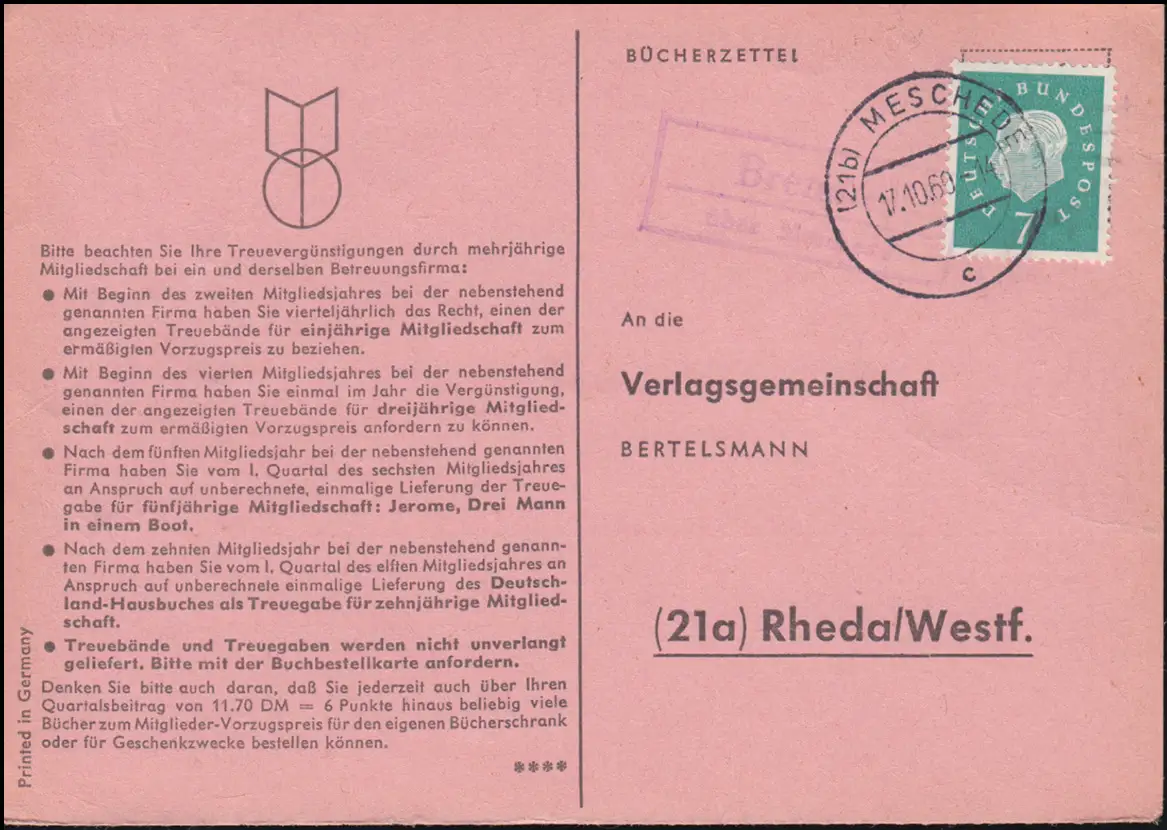 Bitte beachten Sie Ihre Treuevergünstigungen durch mehrjährige
Mitgliedschaft bei ein und derselben Betreuungsfirma:
● Mit Beginn des zweiten Mitgliedsjahres bei der nebenstehend
genannten Firma haben Sie vierteljährlich das Recht, einen der
angezeigten Treuebände für einjährige Mitgliedschaft zum
ermäßigten Vorzugspreis zu beziehen.
● Mit Beginn des vierten Mitgliedsjahres bei der nebenstehend
genannten Firma haben Sie einmal im Jahr die Vergünstigung,
einen der angezeigten Treuebände für dreijährige Mitglied-
schaft zum ermäßigten Vorzugspreis anfordern zu können.
● Nach dem fünften Mitgliedsjahr bei der nebenstehend genannten
Firma haben Sie vom I. Quartal des sechsten Mitgliedsjahres
an Anspruch auf unberechnete, einmalige Lieferung der Treue-
gabe für fünfjährige Mitgliedschaft: Jerome, Drei Mann
in einem Boot.
● Nach dem zehnten Mitgliedsjahr bei der nebenstehend genann-
ten Firma haben Sie vom I. Quartal des elften Mitgliedsjahres an
Anspruch auf unberechnete einmalige Lieferung des Deutsch-
land-Hausbuches als Treuegabe für zehnjährige Mitglied-
schaft.
● Treuebände und Treuegaben werden nicht unverlangt
geliefert. Bitte mit der Buchbestellkarte anfordern.
Denken Sie bitte auch daran, daß Sie jederzeit auch über Ihren
Quartalsbeitrag von 11.70 DM = 6 Punkte hinaus beliebig viele
Bücher zum Mitglieder-Vorzugspreis für den eigenen Bücherschrank
oder für Geschenkzwecke bestellen können.
****
Printed in Germany
BÜCHERZETTEL
(21b) MESCHEDE
17.10.60-14
c
DEUTSCHE BUNDESPOST
7
An die
Verlagsgemeinschaft
BERTELSMANN
(21a) Rheda/Westf.